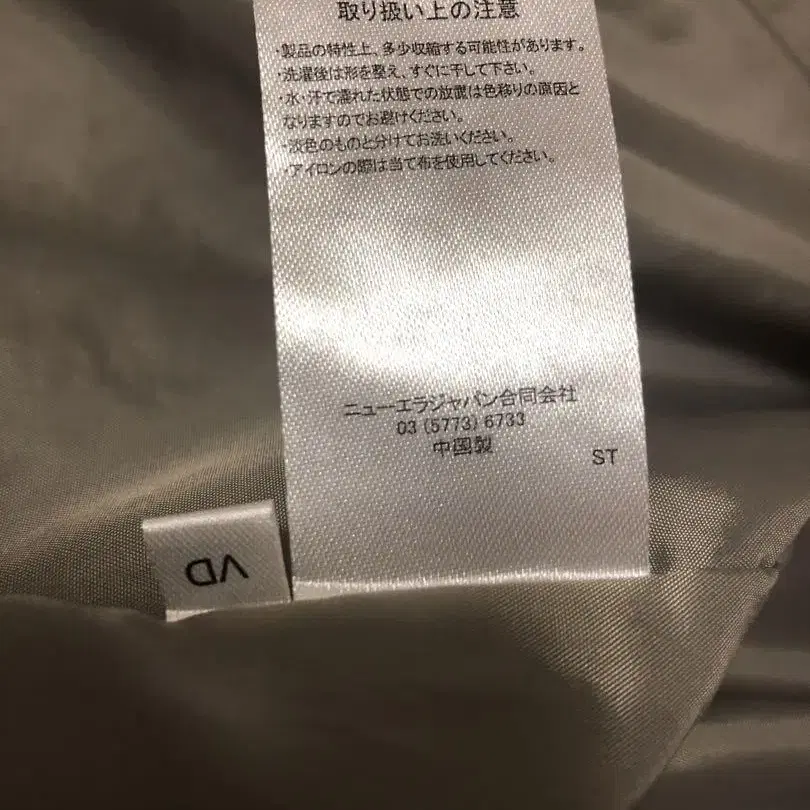 取り扱い上の注意
・製品の特性上、多少収縮する可能性があります。
・洗濯後は形を整え、すぐに干して下さい。
・水・汗で濡れた状態での放置は色移りの原因と
なりますのでお避けください。
・淡色のものと分けてお洗いください。
・アイロンの際は当て布を使用してください。
ニューエラジャパン合同会社
03 (5773) 6733
中国製
ST
VD